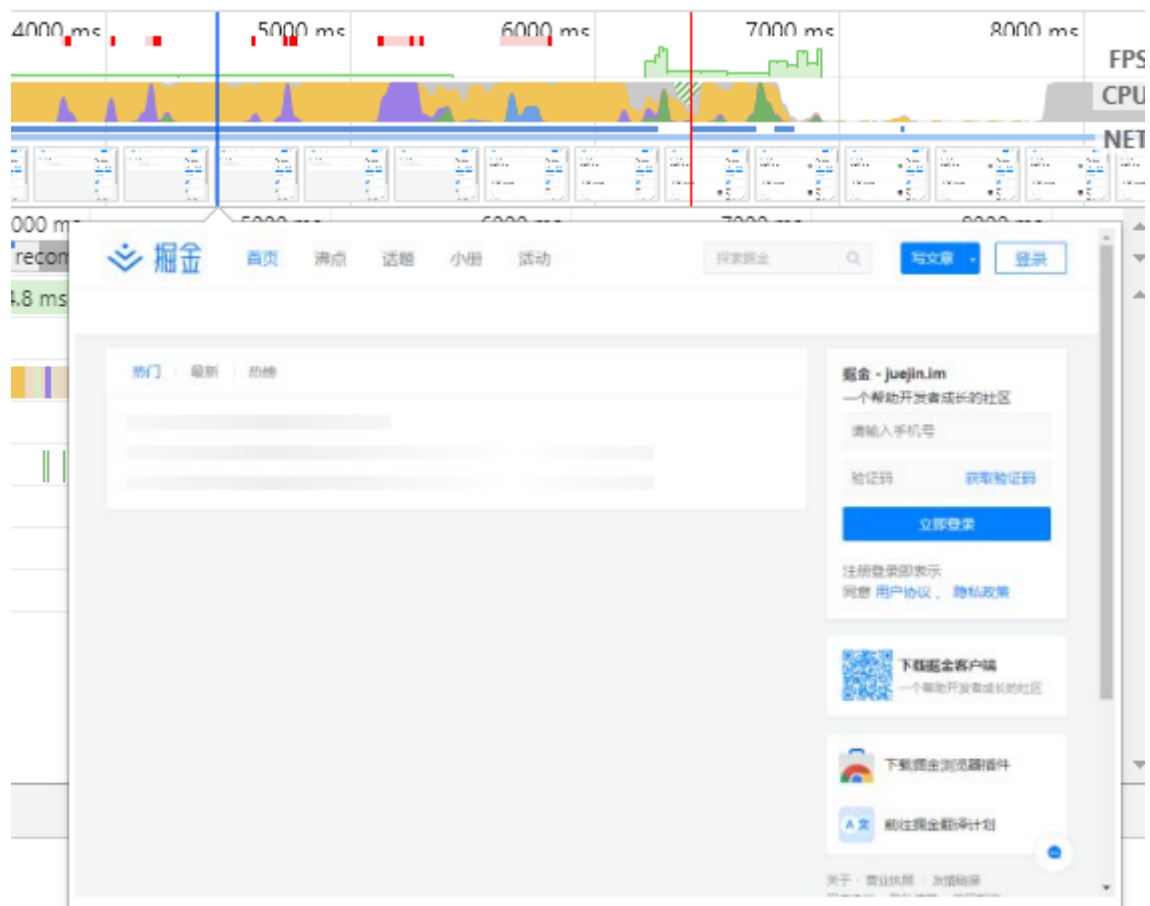 4000 ms 5000 ms 6000 ms 7000 ms 8000 ms
FPS
CPU
NET
000 m 5000 ms 6000 ms 7000 ms 8000 ms
recom
4.8 ms
掘金 首页 沸点 话题 小册 活动 探索掘金 写文章 登录
热门 最新 热榜
掘金 - juejin.im
一个帮助开发者成长的社区
请输入手机号
验证码 获取验证码
立即登录
注册登录即表示
同意 用户协议 、 隐私政策
下载掘金客户端
一个帮助开发者成长的社区
下载掘金浏览器插件
A 文 前往掘金翻译计划
关于 · 营业执照 · 友情链接